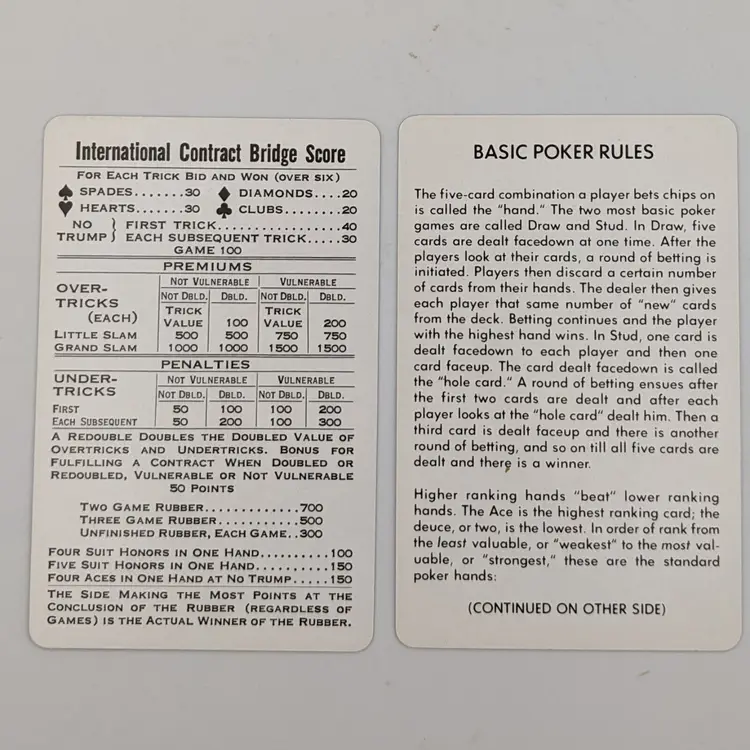 International Contract Bridge Score
FOR EACH TRICK BID AND WON (OVER SIX)
♠ SPADES.......30 ♦ DIAMONDS....20
♥ HEARTS.......30 ♣ CLUBS........20
NO TRUMP } FIRST TRICK..................40
EACH SUBSEQUENT TRICK.....30
GAME 100
PREMIUMS
OVER-TRICKS (EACH) NOT VULNERABLE VULNERABLE
NOT DBLD. DBLD. NOT DBLD. DBLD.
TRICK VALUE 100 TRICK VALUE 200
LITTLE SLAM 500 500 750 750
GRAND SLAM 1000 1000 1500 1500
PENALTIES
UNDER-TRICKS NOT VULNERABLE VULNERABLE
NOT DBLD. DBLD. NOT DBLD. DBLD.
FIRST 50 100 100 200
EACH SUBSEQUENT 50 200 100 300
A REDOUBLE DOUBLES THE DOUBLED VALUE OF
OVERTRICKS AND UNDERTRICKS. BONUS FOR
FULFILLING A CONTRACT WHEN DOUBLED OR
REDOUBLED, VULNERABLE OR NOT VULNERABLE
50 POINTS
TWO GAME RUBBER............700
THREE GAME RUBBER..........500
UNFINISHED RUBBER, EACH GAME..300
FOUR SUIT HONORS IN ONE HAND..........100
FIVE SUIT HONORS IN ONE HAND...........150
FOUR ACES IN ONE HAND AT NO TRUMP.....150
THE SIDE MAKING THE MOST POINTS AT THE
CONCLUSION OF THE RUBBER (REGARDLESS OF
GAMES) IS THE ACTUAL WINNER OF THE RUBBER.
BASIC POKER RULES
The five-card combination a player bets chips on
is called the "hand." The two most basic poker
games are called Draw and Stud. In Draw, five
cards are dealt facedown at one time. After the
players look at their cards, a round of betting is
initiated. Players then discard a certain number
of cards from their hands. The dealer then gives
each player that same number of "new" cards
from the deck. Betting continues and the player
with the highest hand wins. In Stud, one card is
dealt facedown to each player and then one
card faceup. The card dealt facedown is called
the "hole card." A round of betting ensues after
the first two cards are dealt and after each
player looks at the "hole card" dealt him. Then a
third card is dealt faceup and there is another
round of betting, and so on till all five cards are
dealt and there is a winner.
Higher ranking hands "beat" lower ranking
hands. The Ace is the highest ranking card; the
deuce, or two, is the lowest. In order of rank from
the least valuable, or "weakest" to the most val-
uable, or "strongest," these are the standard
poker hands:
(CONTINUED ON OTHER SIDE)